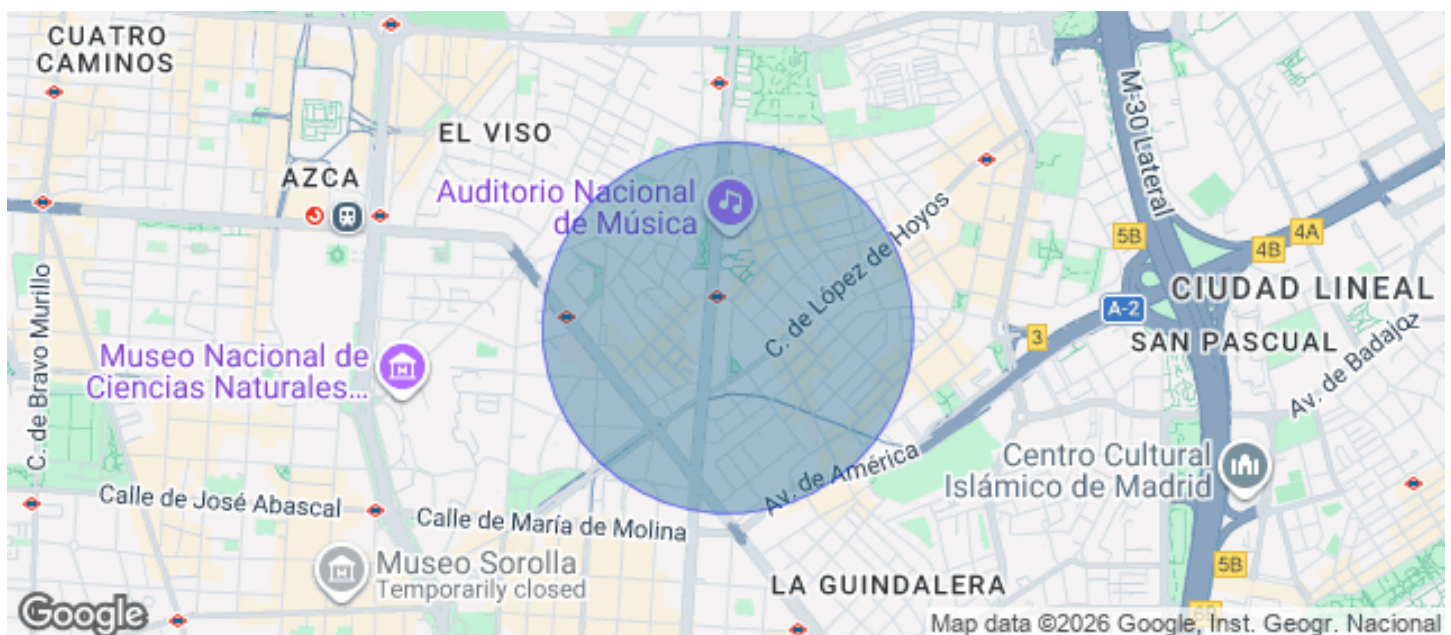 CUATRO
CAMINOS
EL VISO
AZCA
Auditorio Nacional
de Música
C. de López de Hoyos
M-30 Lateral
5B
4B
4A
A-2
CIUDAD LINEAL
3
SAN PASCUAL
Av. de Badajoz
C. de Bravo Murillo
Museo Nacional de
Ciencias Naturales...
Av. de América
Centro Cultural
Islámico de Madrid
Calle de José Abascal
Calle de María de Molina
Museo Sorolla
Temporarily closed
LA GUINDALERA
5B
Google
Map data ©2026 Google, Inst. Geogr. Nacional